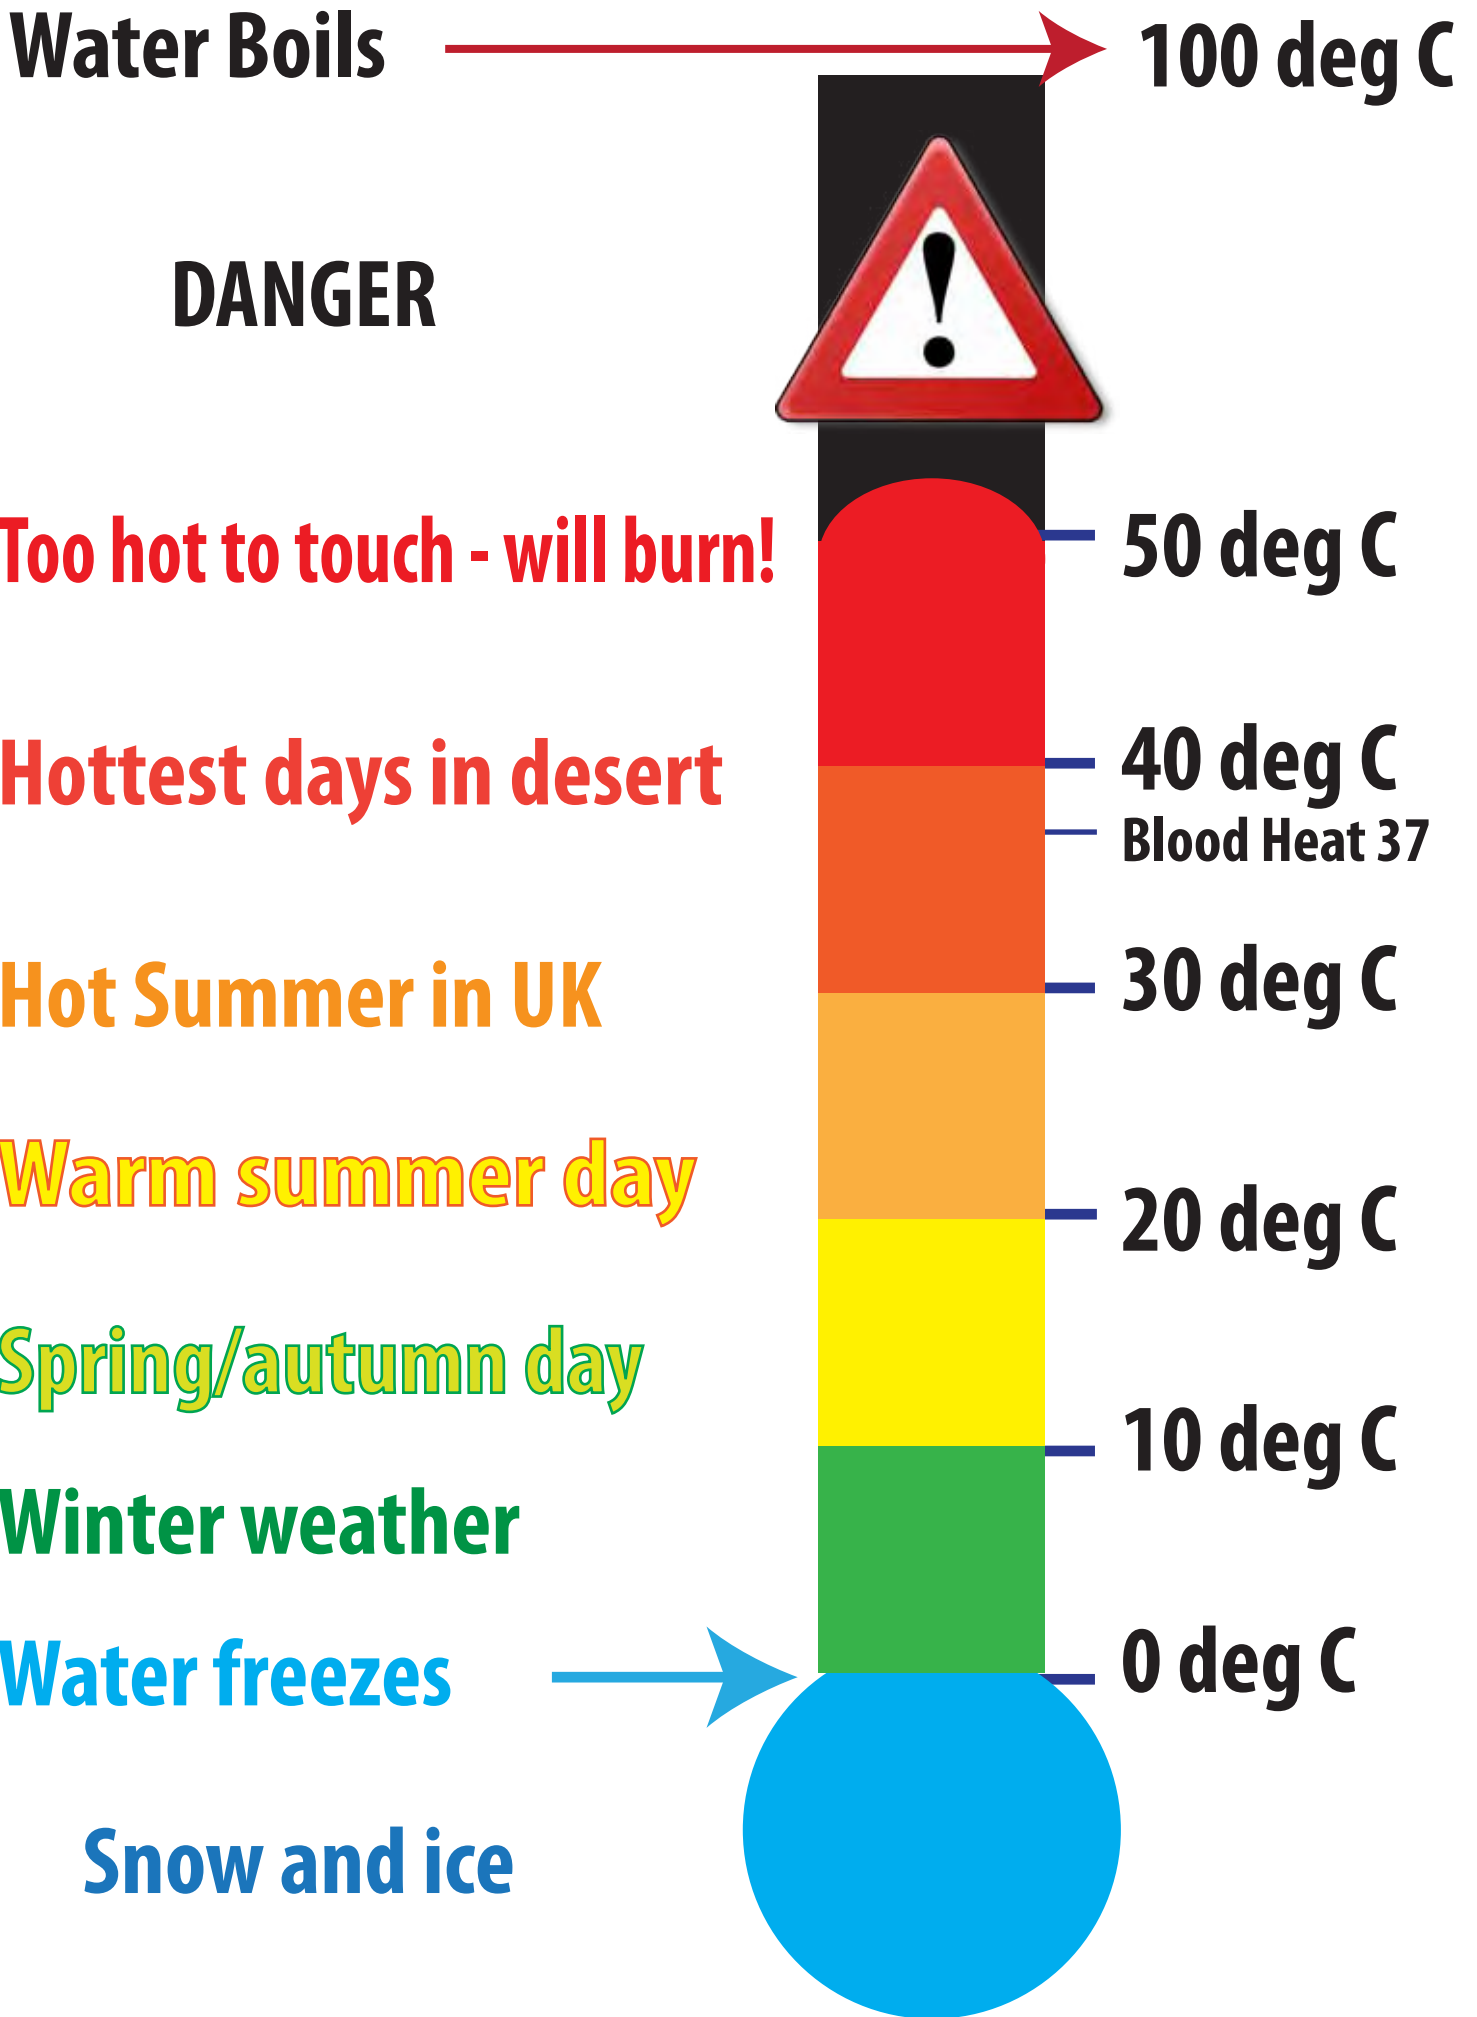 Water Boils
100 deg C
DANGER
Too hot to touch - will burn!
50 deg C
Hottest days in desert
40 deg C
Blood Heat 37
Hot Summer in UK
30 deg C
Warm summer day
20 deg C
Spring/autumn day
10 deg C
Winter weather
Water freezes
0 deg C
Snow and ice